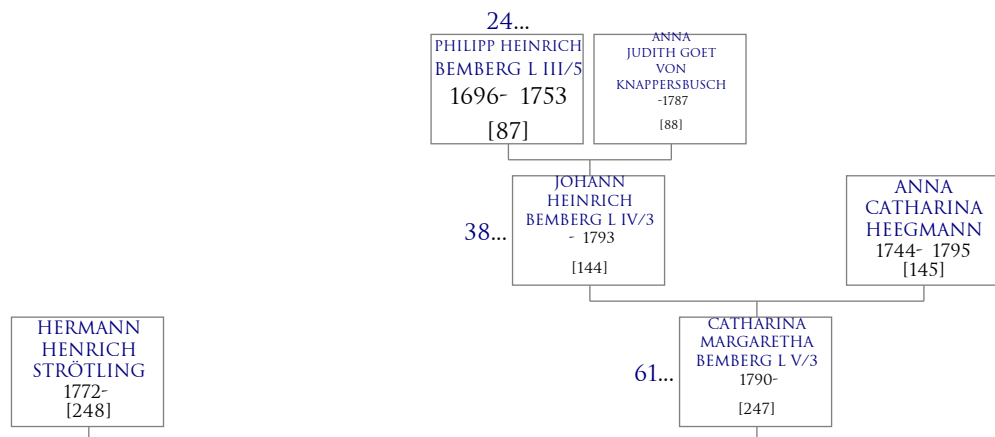 24...
PHILIPP HEINRICH
BEMBERG L III/5
1696- 1753
[87]
ANNA
JUDITH GOET
VON
KNAPPERSBUSCH
-1787
[88]
JOHANN
HEINRICH
BEMBERG L IV/3
- 1793
[144]
38...
ANNA
CATHARINA
HEEGMANN
1744- 1795
[145]
HERMANN
HENRICH
STRÖTLING
1772-
[248]
61...
CATHARINA
MARGARETHA
BEMBERG L V/3
1790-
[247]